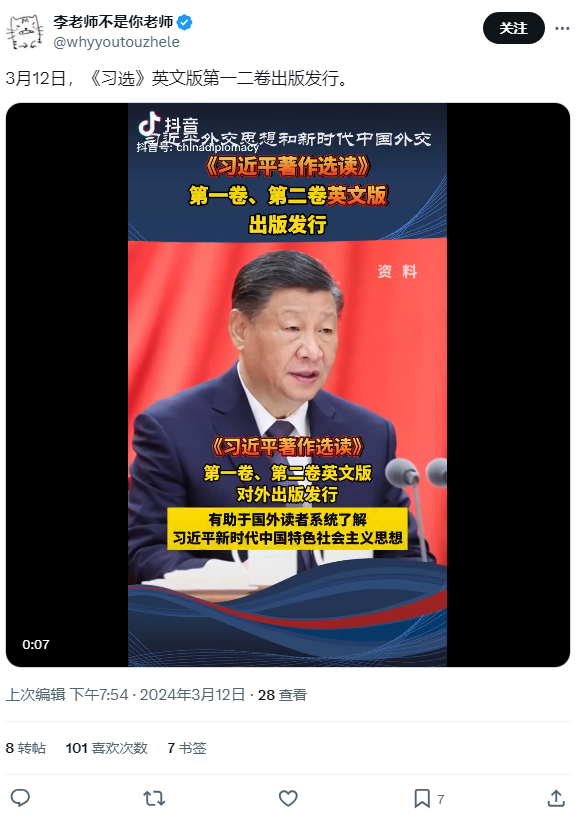 李老师不是你老师
@whyyoutouzhele
关注
3月12日，《习选》英文版第一二卷出版发行。
抖音
习近平外交思想和新时代中国外交
抖音号: chinadiplomacy
《习近平著作选读》
第一卷、第二卷英文版
出版发行
资 料
《习近平著作选读》
第一卷、第二卷英文版
对外出版发行
有助于国外读者系统了解
习近平新时代中国特色社会主义思想
0:07
上次编辑 下午7:54 · 2024年3月12日 · 28 查看
8 转帖 101 喜欢次数 7 书签
7